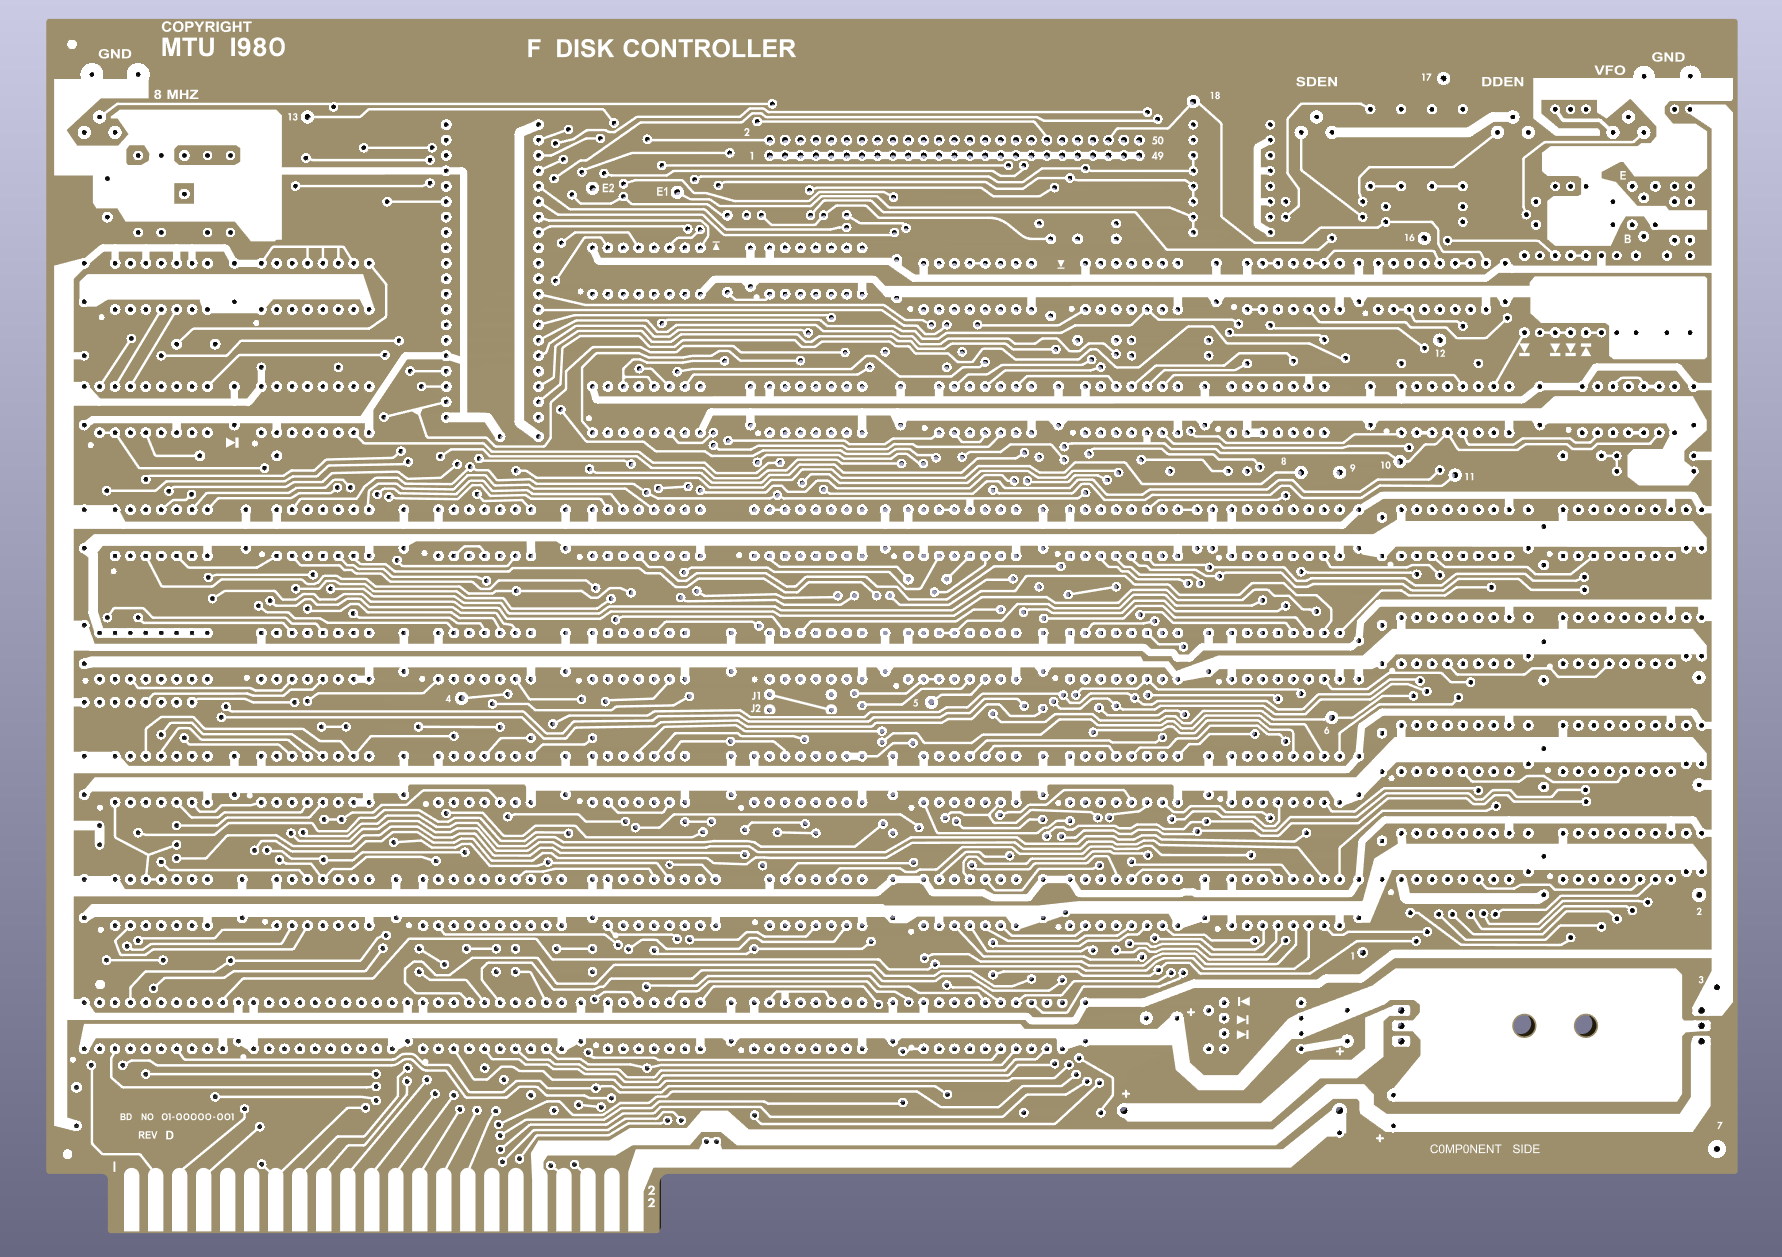 COPYRIGHT
MTU 1980
F DISK CONTROLLER
GND
GND
VFO
SDEN
17
DDEN
8 MHZ
18
13
2
50
1
49
E2
E1
E
16
B
12
8
9
10
11
4
J1
J2
5
6
2
1
3
+
+
+
BD NO 01-00000-001
REV D
7
+
COMPONENT SIDE
1
2
2